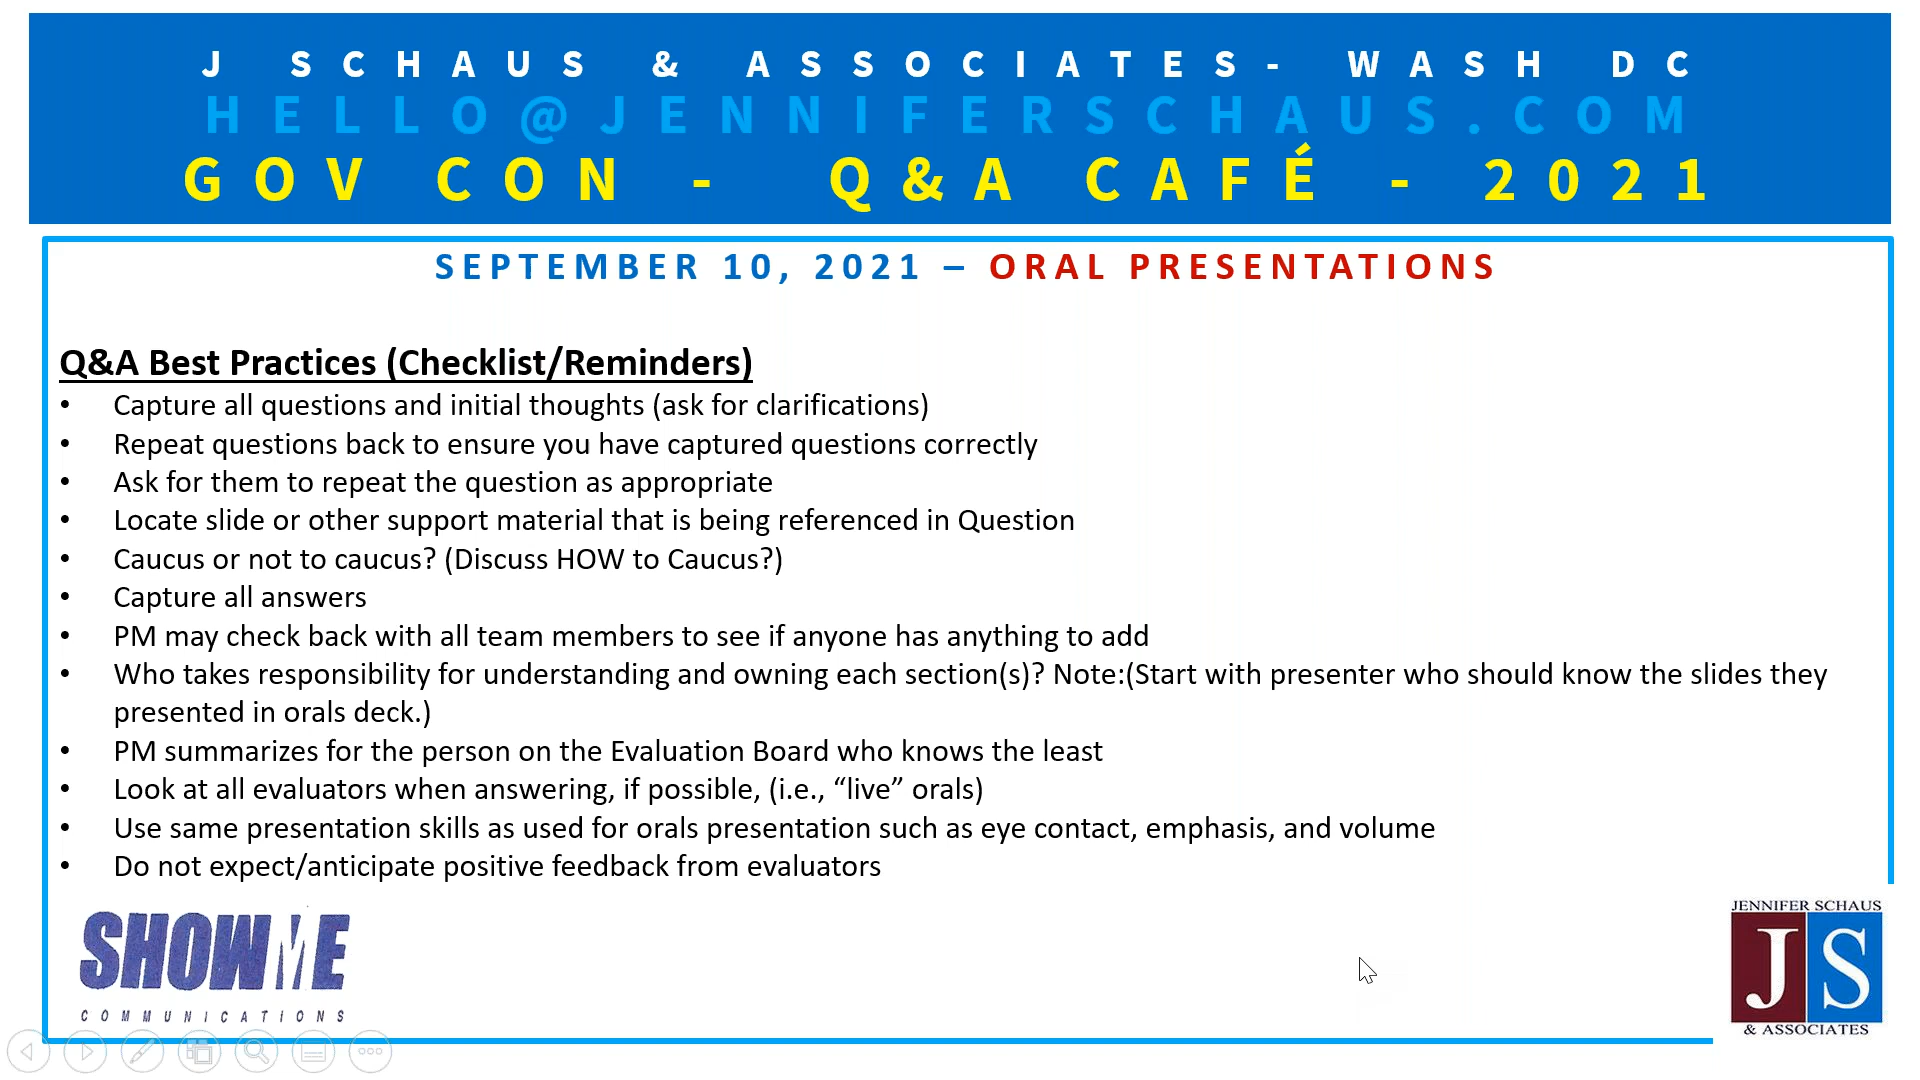 J SCHAUS & ASSOCIATES- WASH DC
HELLO@JENNIFERSCHAUS.COM
GOV CON - Q&A CAFÉ - 2021
SEPTEMBER 10, 2021 – ORAL PRESENTATIONS
Q&A Best Practices (Checklist/Reminders)
• Capture all questions and initial thoughts (ask for clarifications)
• Repeat questions back to ensure you have captured questions correctly
• Ask for them to repeat the question as appropriate
• Locate slide or other support material that is being referenced in Question
• Caucus or not to caucus? (Discuss HOW to Caucus?)
• Capture all answers
• PM may check back with all team members to see if anyone has anything to add
• Who takes responsibility for understanding and owning each section(s)? Note:(Start with presenter who should know the slides they
presented in orals deck.)
• PM summarizes for the person on the Evaluation Board who knows the least
• Look at all evaluators when answering, if possible, (i.e., “live” orals)
• Use same presentation skills as used for orals presentation such as eye contact, emphasis, and volume
• Do not expect/anticipate positive feedback from evaluators
SHOW ME
COMMUNICATIONS
JENNIFER SCHAUS
JS
& ASSOCIATES